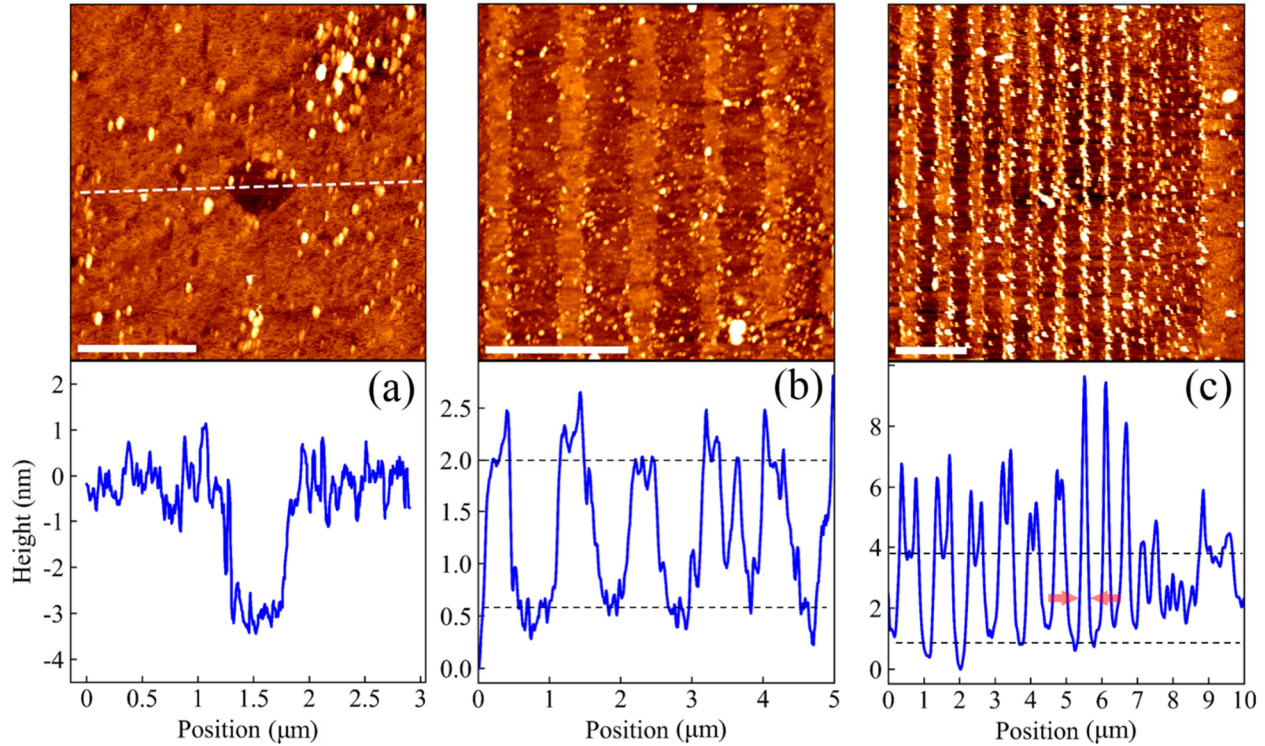 (a)
2
1
0
-1
-2
-3
-4
Height (nm)
0 0.5 1 1.5 2 2.5 3
Position (μm)
(b)
2.5
2.0
1.5
1.0
0.5
0.0
0 1 2 3 4 5
Position (μm)
(c)
8
6
4
2
0
0 1 2 3 4 5 6 7 8 9 10
Position (μm)